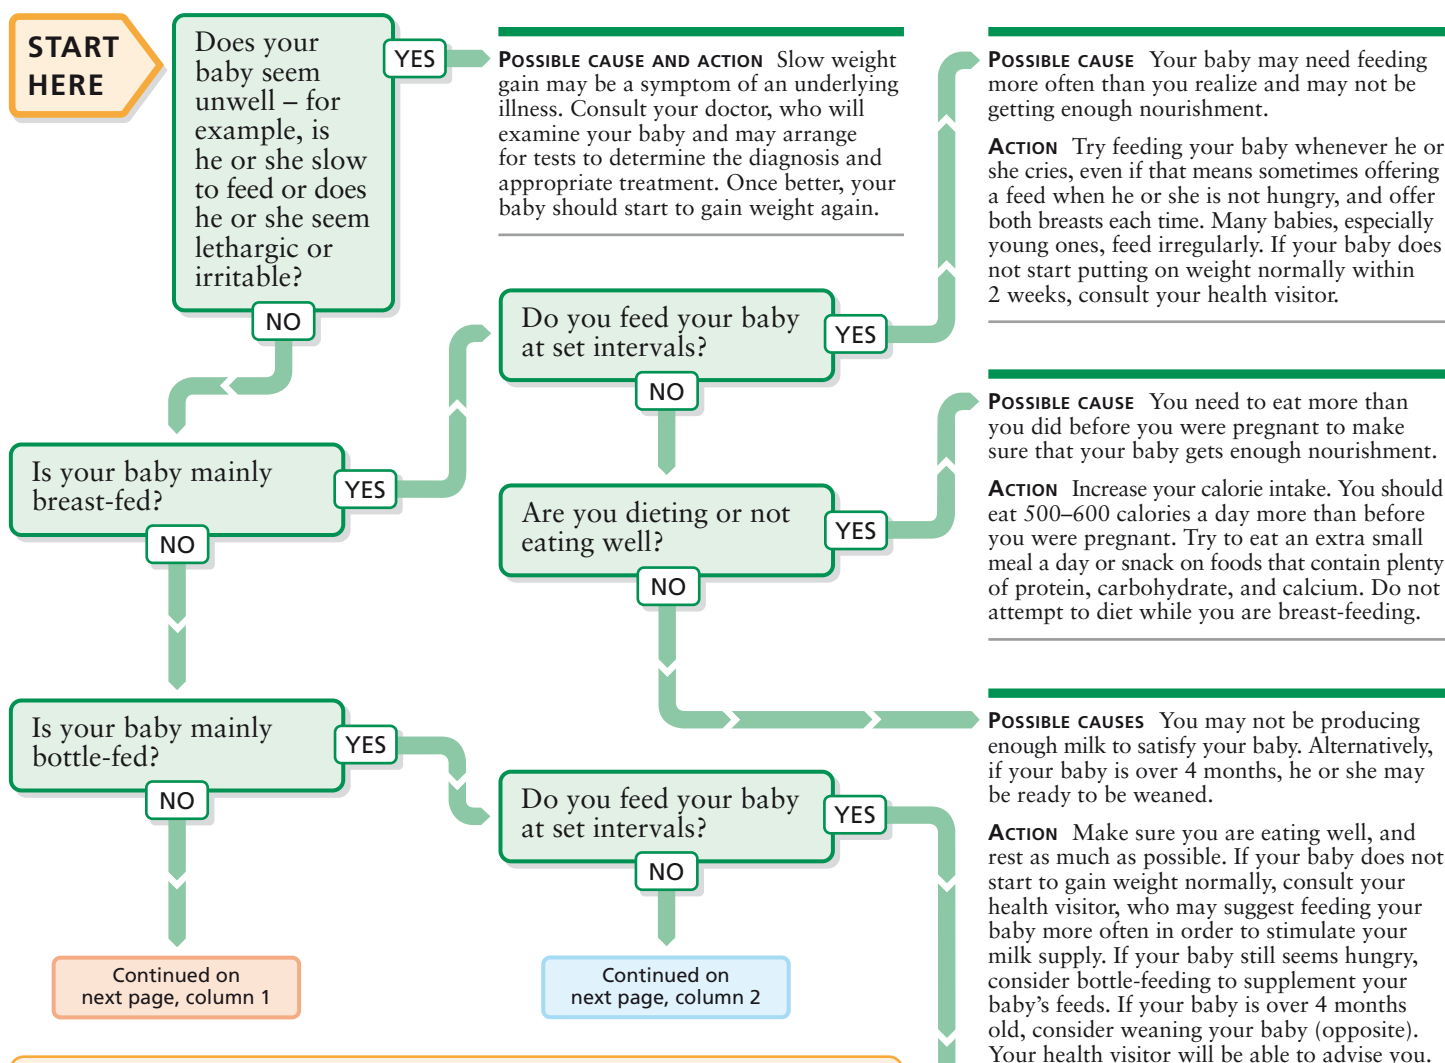 START
HERE
Does your
baby seem
unwell – for
example, is
he or she slow
to feed or does
he or she seem
lethargic or
irritable?
YES
NO
POSSIBLE CAUSE AND ACTION Slow weight
gain may be a symptom of an underlying
illness. Consult your doctor, who will
examine your baby and may arrange
for tests to determine the diagnosis and
appropriate treatment. Once better, your
baby should start to gain weight again.
Is your baby mainly
breast-fed?
YES
NO
Do you feed your baby
at set intervals?
YES
NO
POSSIBLE CAUSE Your baby may need feeding
more often than you realize and may not be
getting enough nourishment.
ACTION Try feeding your baby whenever he or
she cries, even if that means sometimes offering
a feed when he or she is not hungry, and offer
both breasts each time. Many babies, especially
young ones, feed irregularly. If your baby does
not start putting on weight normally within
2 weeks, consult your health visitor.
Are you dieting or not
eating well?
YES
NO
POSSIBLE CAUSE You need to eat more than
you did before you were pregnant to make
sure that your baby gets enough nourishment.
ACTION Increase your calorie intake. You should
eat 500–600 calories a day more than before
you were pregnant. Try to eat an extra small
meal a day or snack on foods that contain plenty
of protein, carbohydrate, and calcium. Do not
attempt to diet while you are breast-feeding.
POSSIBLE CAUSES You may not be producing
enough milk to satisfy your baby. Alternatively,
if your baby is over 4 months, he or she may
be ready to be weaned.
ACTION Make sure you are eating well, and
rest as much as possible. If your baby does not
start to gain weight normally, consult your
health visitor, who may suggest feeding your
baby more often in order to stimulate your
milk supply. If your baby still seems hungry,
consider bottle-feeding to supplement your
baby's feeds. If your baby is over 4 months
old, consider weaning your baby (opposite).
Your health visitor will be able to advise you.
Is your baby mainly
bottle-fed?
YES
NO
Do you feed your baby
at set intervals?
YES
NO
Continued on
next page, column 1
Continued on
next page, column 2